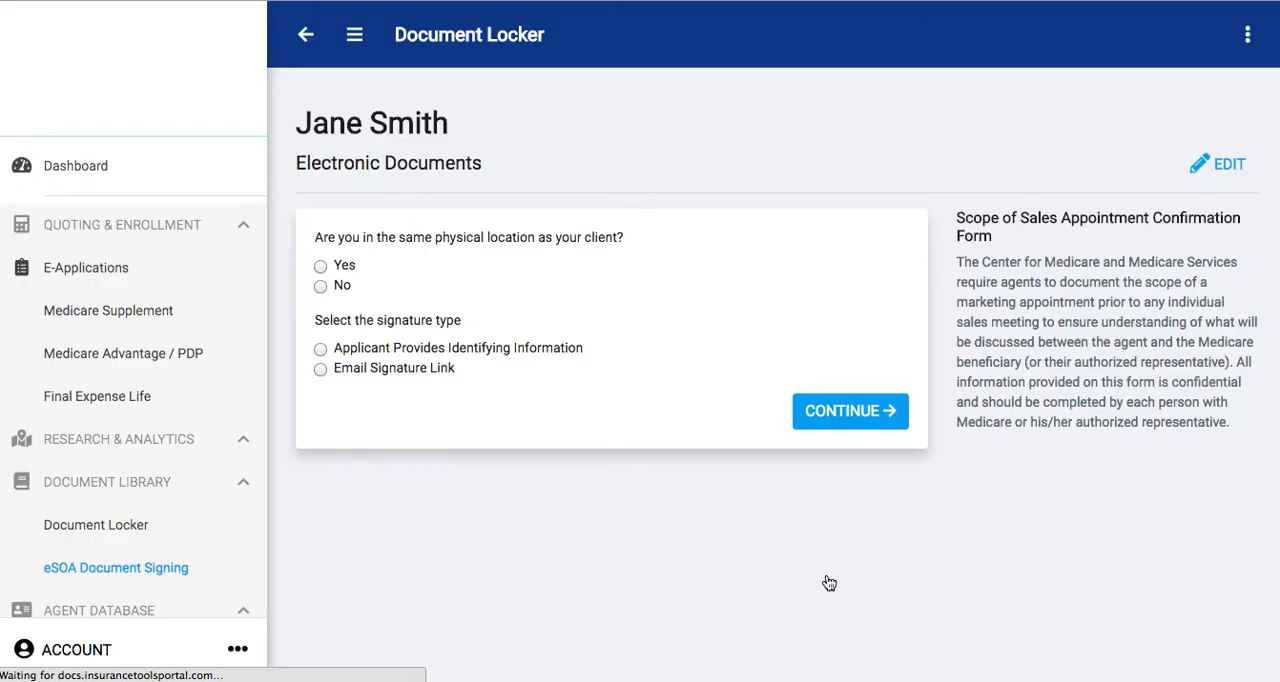 Document Locker
Jane Smith
Electronic Documents
EDIT
Dashboard
QUOTING & ENROLLMENT
E-Applications
Medicare Supplement
Medicare Advantage / PDP
Final Expense Life
RESEARCH & ANALYTICS
DOCUMENT LIBRARY
Document Locker
eSOA Document Signing
AGENT DATABASE
ACCOUNT
Waiting for docs.insurancetoolsportal.com...
Are you in the same physical location as your client?
Yes
No
Select the signature type
Applicant Provides Identifying Information
Email Signature Link
CONTINUE
Scope of Sales Appointment Confirmation
Form
The Center for Medicare and Medicare Services
require agents to document the scope of a
marketing appointment prior to any individual
sales meeting to ensure understanding of what will
be discussed between the agent and the Medicare
beneficiary (or their authorized representative). All
information provided on this form is confidential
and should be completed by each person with
Medicare or his/her authorized representative.